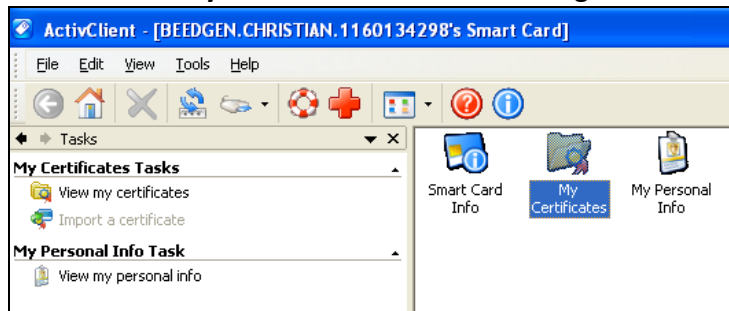 ActivClient - [BEEDGEN.CHRISTIAN.1160134298's Smart Card]
File Edit View Tools Help
Tasks
My Certificates Tasks
View my certificates
Import a certificate
My Personal Info Task
View my personal info
Smart Card Info
My Certificates
My Personal Info